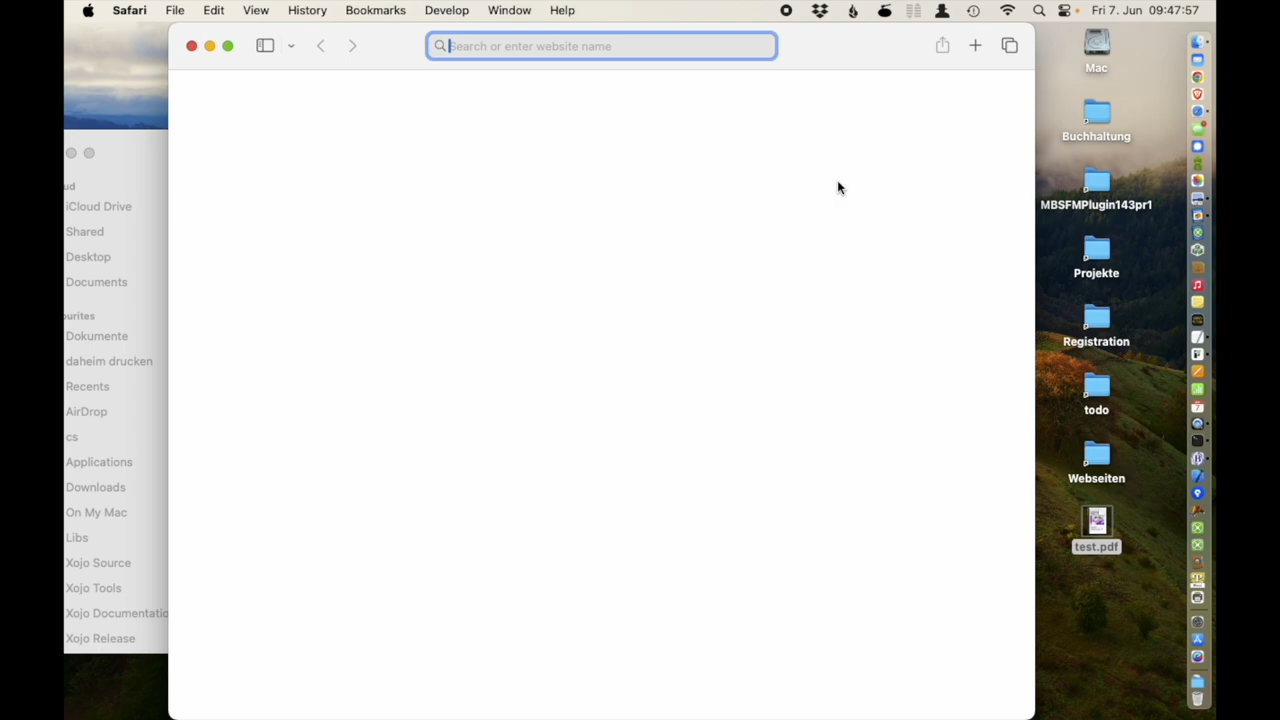 Safari File Edit View History Bookmarks Develop Window Help Fri 7. Jun 09:47:57
Search or enter website name
ud
iCloud Drive
Shared
Desktop
Documents
ourites
Dokumente
daheim drucken
Recents
AirDrop
cs
Applications
Downloads
On My Mac
Libs
Xojo Source
Xojo Tools
Xojo Documentatio
Xojo Release
Mac
Buchhaltung
MBSFMPlugin143pr1
Projekte
Registration
todo
Webseiten
test.pdf